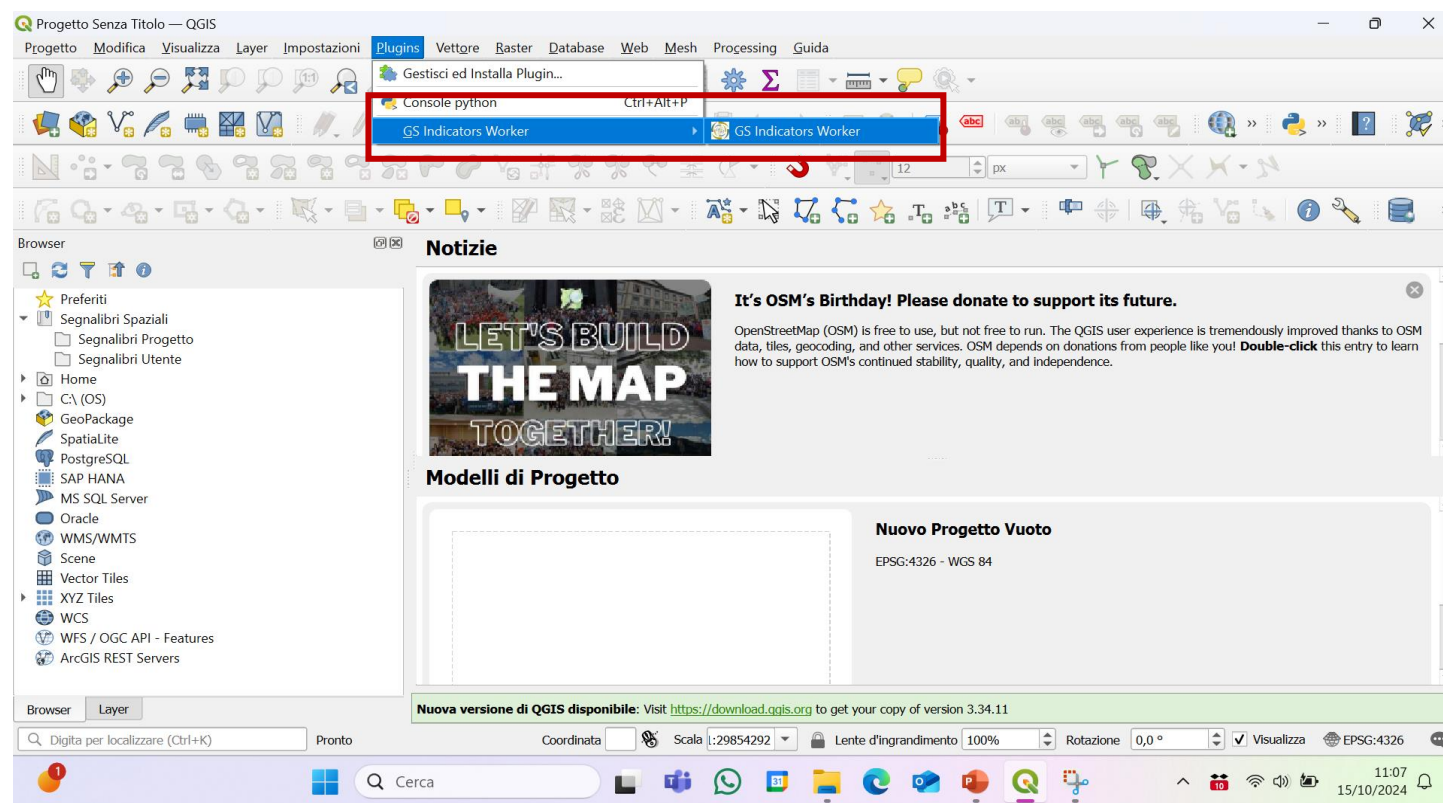 Progetto Senza Titolo — QGIS
Progetto Modifica Visualizza Layer Impostazioni Plugins Vettore Raster Database Web Mesh Processing Guida
Gestisci ed Installa Plugin...
Console python Ctrl+Alt+P
GS Indicators Worker GS Indicators Worker
12 px
Browser
Notizie
Preferiti
Segnalibri Spaziali
Segnalibri Progetto
Segnalibri Utente
Home
C:\ (OS)
GeoPackage
SpatiaLite
PostgreSQL
SAP HANA
MS SQL Server
Oracle
WMS/WMTS
Scene
Vector Tiles
XYZ Tiles
WCS
WFS / OGC API - Features
ArcGIS REST Servers
LET'S BUILD
THE MAP
TOGETHER!
It's OSM's Birthday! Please donate to support its future.
OpenStreetMap (OSM) is free to use, but not free to run. The QGIS user experience is tremendously improved thanks to OSM
data, tiles, geocoding, and other services. OSM depends on donations from people like you! Double-click this entry to learn
how to support OSM's continued stability, quality, and independence.
Modelli di Progetto
Nuovo Progetto Vuoto
EPSG:4326 - WGS 84
Browser Layer
Nuova versione di QGIS disponibile: Visit https://download.qgis.org to get your copy of version 3.34.11
Digita per localizzare (Ctrl+K) Pronto Coordinata Scala 1:29854292 Lente d'ingrandimento 100% Rotazione 0,0 ° Visualizza EPSG:4326
1 Cerca 31 10 11:07
15/10/2024